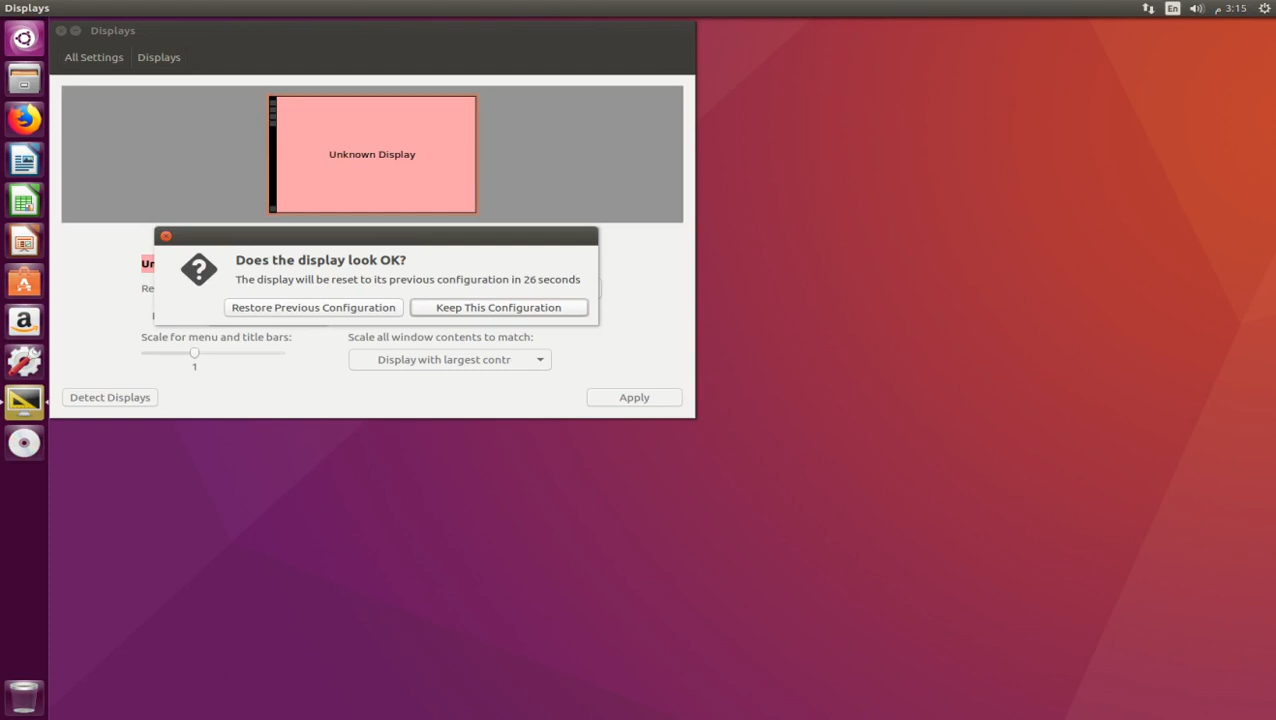 Displays
En
م 3:15
Displays
All Settings
Displays
Unknown Display
Does the display look OK?
The display will be reset to its previous configuration in 26 seconds
Restore Previous Configuration
Keep This Configuration
Scale for menu and title bars:
Scale all window contents to match:
1
Display with largest contr
Detect Displays
Apply